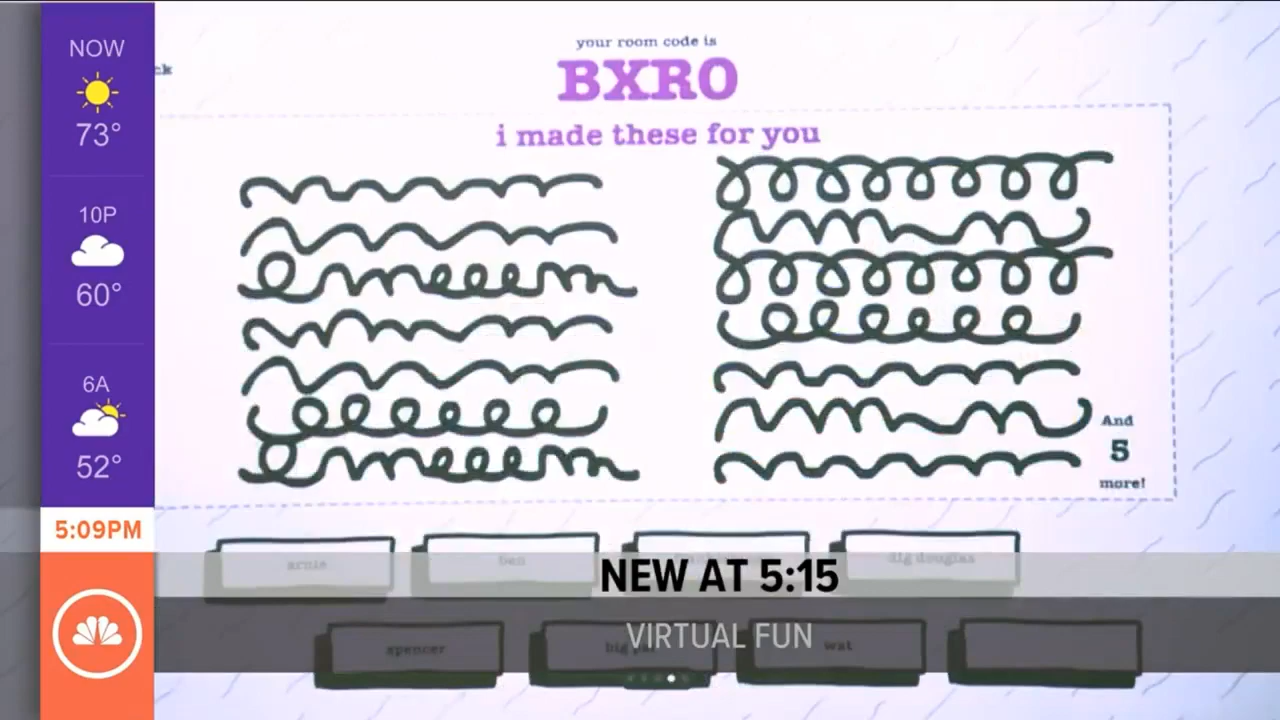 NOW
73°
10P
60°
6A
52°
5:09PM
your room code is
BXRO
i made these for you
And
5
more!
arnie
ben
dig douglas
NEW AT 5:15
VIRTUAL FUN
spencer
big
wat